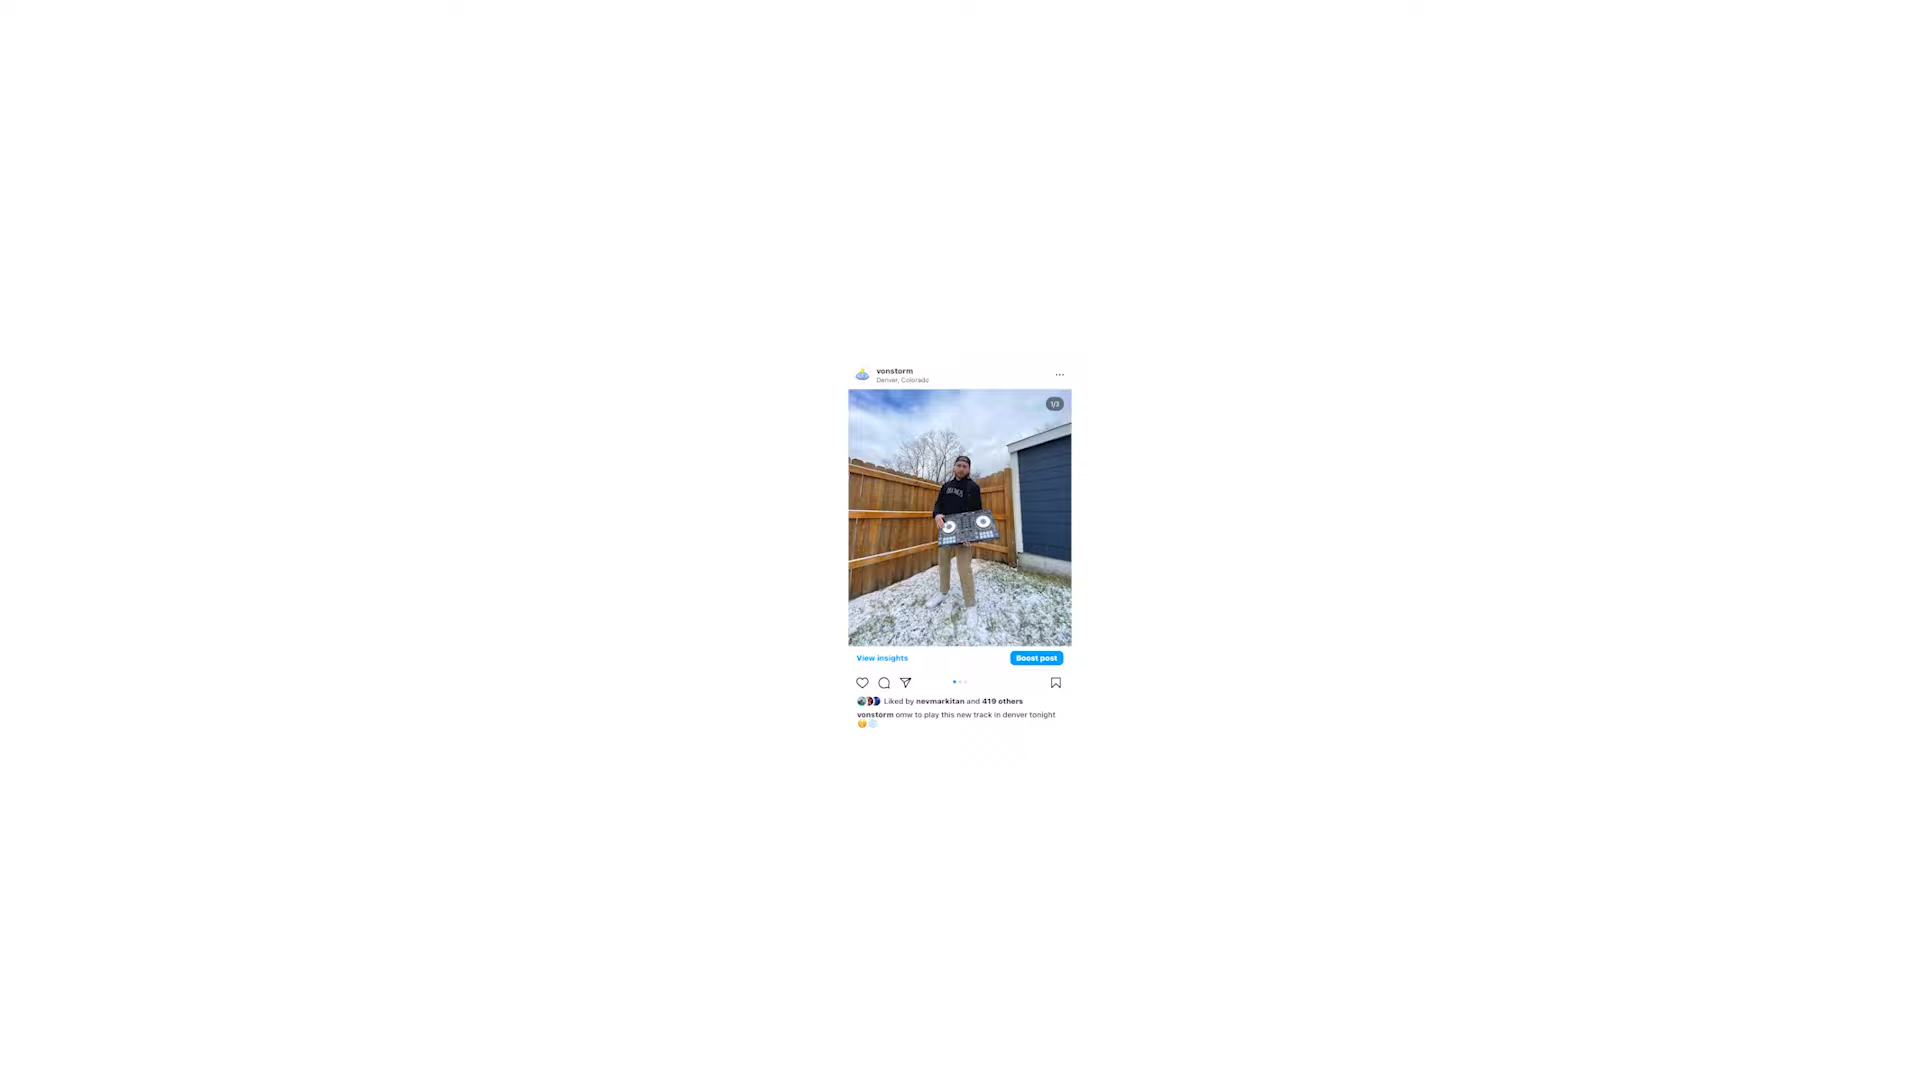 vonstorm
Denver, Colorado
1/3
View insights
Boost post
Liked by nevmarkitan and 419 others
vonstorm omw to play this new track in denver tonight